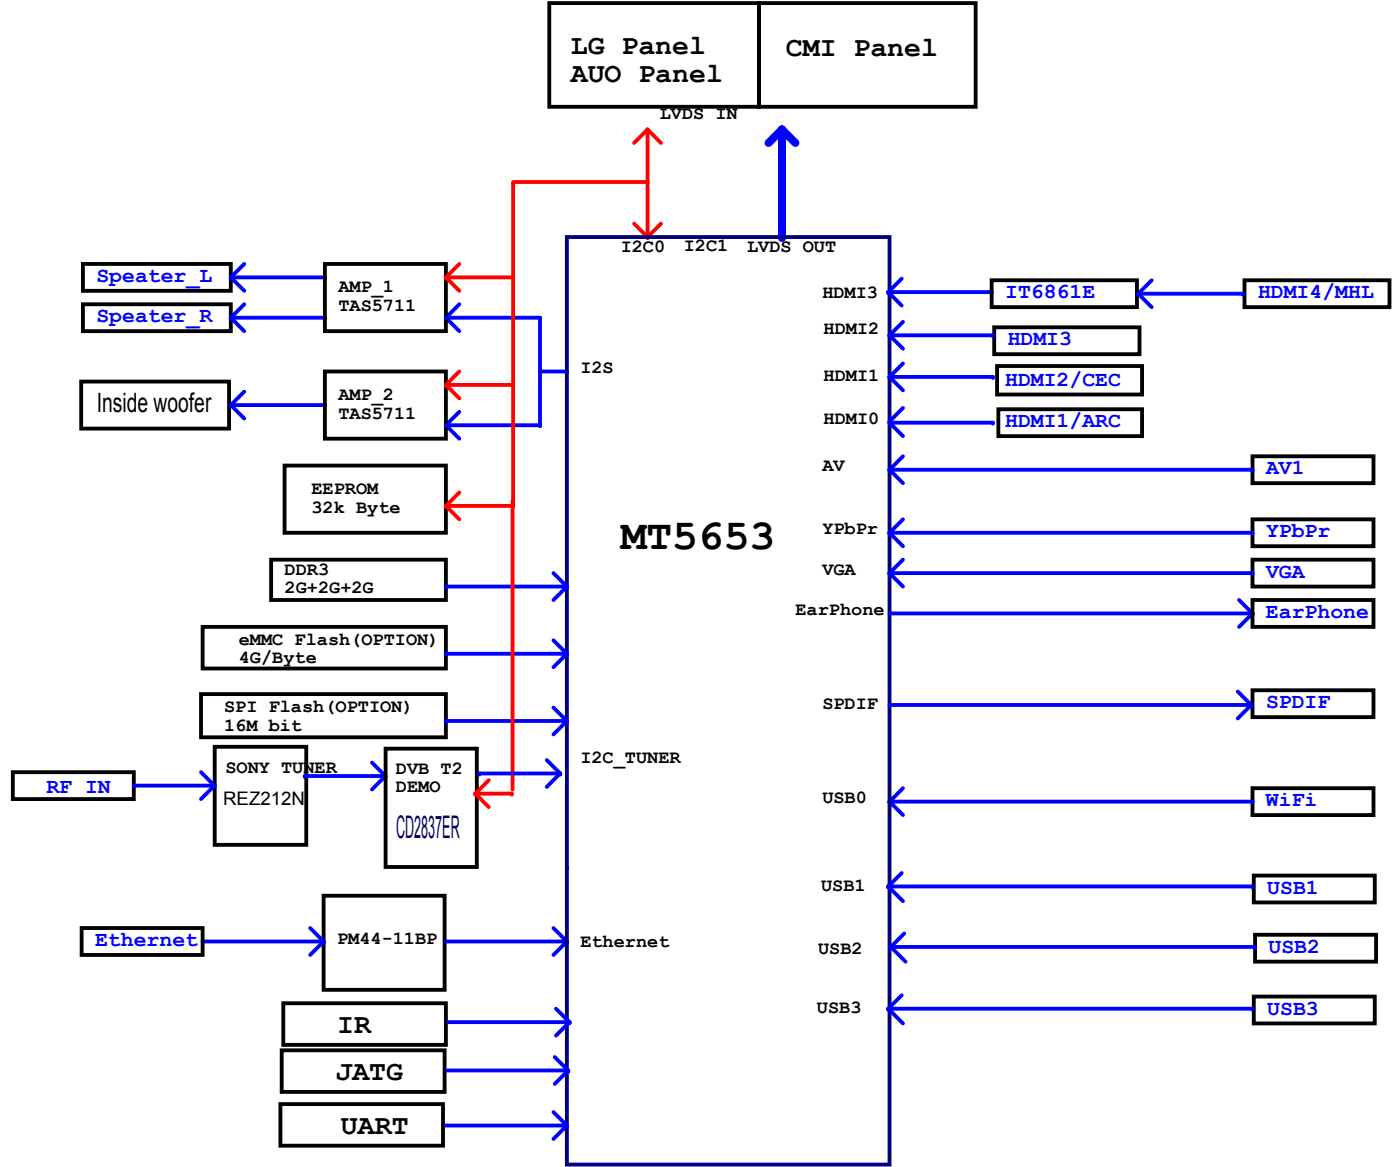 LG Panel
AUO Panel
CMI Panel
LVDS IN
I2C0
I2C1
LVDS OUT
Speater_L
Speater_R
AMP_1
TAS5711
Inside woofer
AMP_2
TAS5711
I2S
EEPROM
32k Byte
DDR3
2G+2G+2G
eMMC Flash(OPTION)
4G/Byte
SPI Flash(OPTION)
16M bit
RF IN
SONY TUNER
REZ212N
DVB T2
DEMO
CD2837ER
I2C_TUNER
Ethernet
PM44-11BP
Ethernet
IR
JATG
UART
MT5653
HDMI3
IT6861E
HDMI4/MHL
HDMI2
HDMI3
HDMI1
HDMI2/CEC
HDMI0
HDMI1/ARC
AV
AV1
YPbPr
YPbPr
VGA
VGA
EarPhone
EarPhone
SPDIF
SPDIF
USB0
WiFi
USB1
USB1
USB2
USB2
USB3
USB3